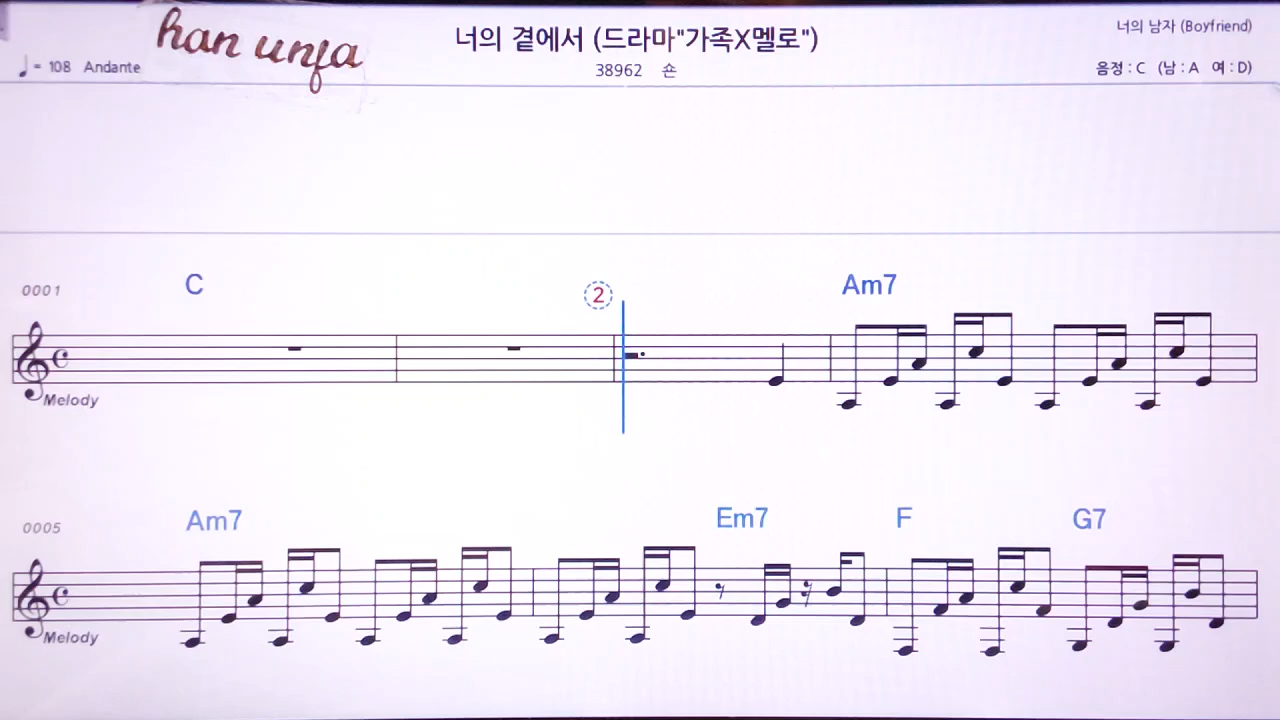 han unfa
너의 곁에서 (드라마"가족X멜로")
너의 남자 (Boyfriend)
♩= 108 Andante
38962 숀
음정 : C (남 : A 여 : D)
0001
C
2
Am7
Melody
0005
Am7
Em7
F
G7
Melody